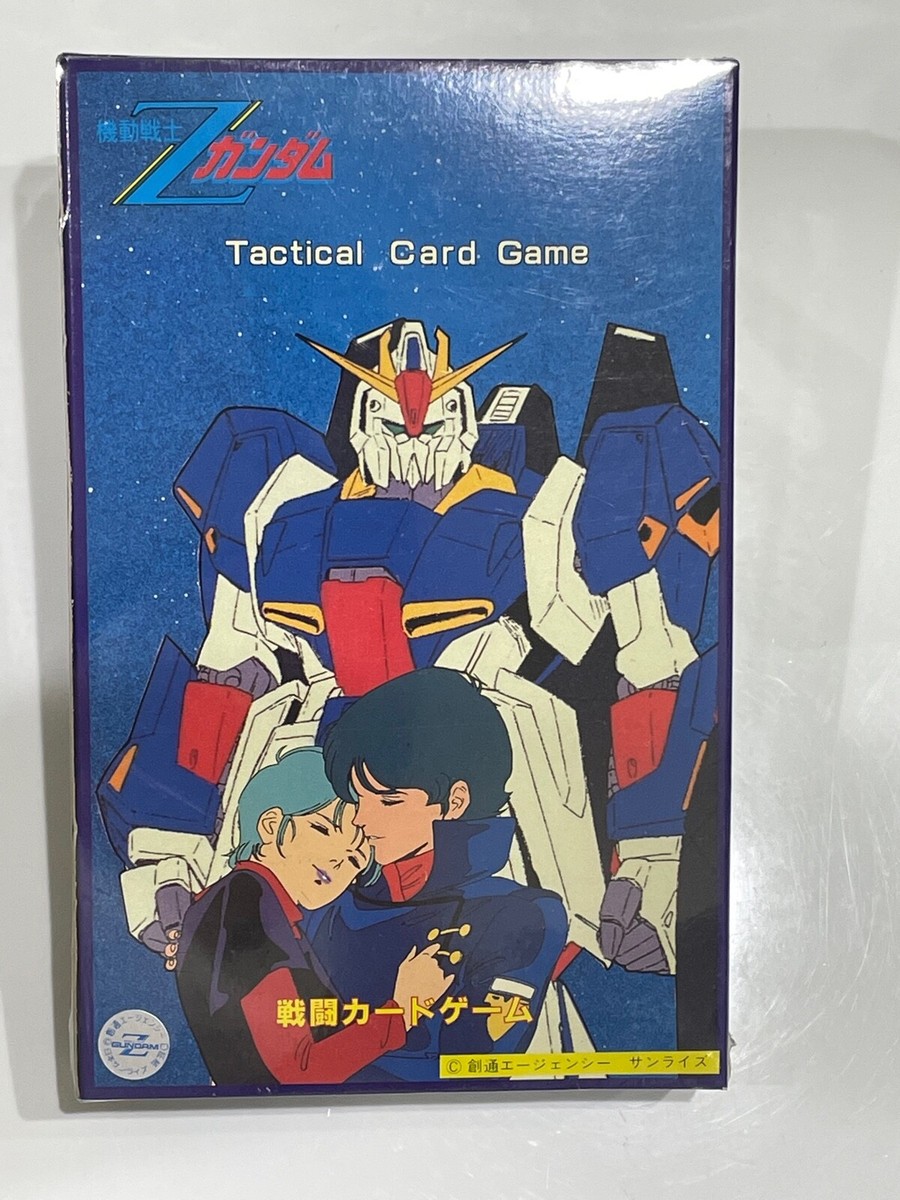 機動戦士
Zガンダム
Tactical Card Game
戦闘カードゲーム
Z
GUNDAM
© 創通エージェンシー サンライズ